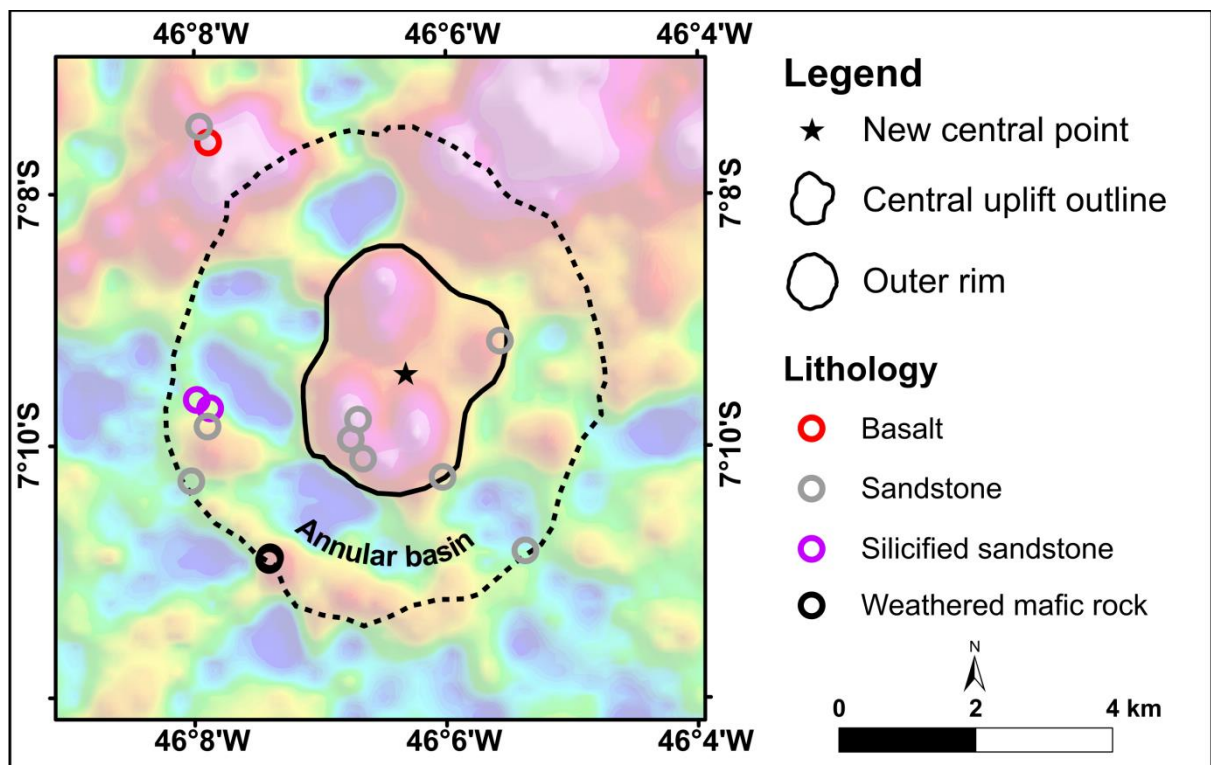 46°8'W 46°6'W 46°4'W
7°8'S
7°10'S
Annular basin
7°8'S
7°10'S
46°8'W 46°6'W 46°4'W
Legend
New central point
Central uplift outline
Outer rim
Lithology
Basalt
Sandstone
Silicified sandstone
Weathered mafic rock
N
0 2 4 km